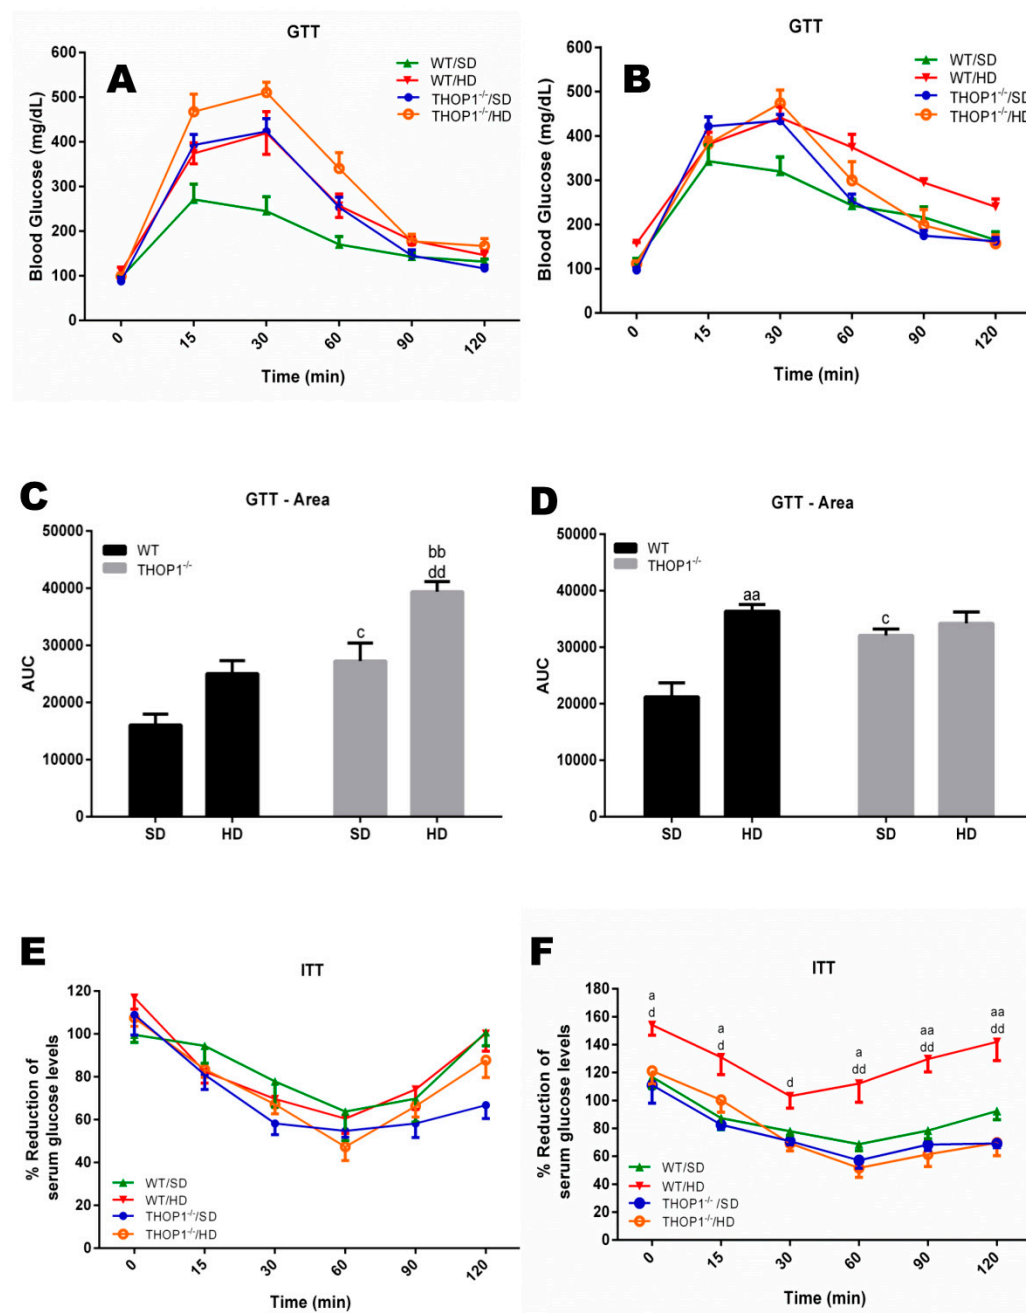 A
GTT
WT/SD
WT/HD
THOP1-/-/SD
THOP1-/-/HD
Blood Glucose (mg/dL)
600
500
400
300
200
100
0
0 15 30 60 90 120
Time (min)
B
GTT
WT/SD
WT/HD
THOP1-/-/SD
THOP1-/-/HD
Blood Glucose (mg/dL)
600
500
400
300
200
100
0
0 15 30 60 90 120
Time (min)
C
GTT - Area
WT
THOP1-/-
AUC
50000
40000
30000
20000
10000
0
c
bb
dd
SD HD SD HD
D
GTT - Area
WT
THOP1-/-
AUC
50000
40000
30000
20000
10000
0
aa
c
SD HD SD HD
E
ITT
% Reduction of
serum glucose levels
120
100
80
60
40
20
0
WT/SD
WT/HD
THOP1-/-/SD
THOP1-/-/HD
0 15 30 60 90 120
Time (min)
F
ITT
% Reduction of
serum glucose levels
180
160
140
120
100
80
60
40
20
0
a a a aa aa
d d d dd dd dd
WT/SD
WT/HD
THOP1-/- /SD
THOP1-/-/HD
0 15 30 60 90 120
Time (min)